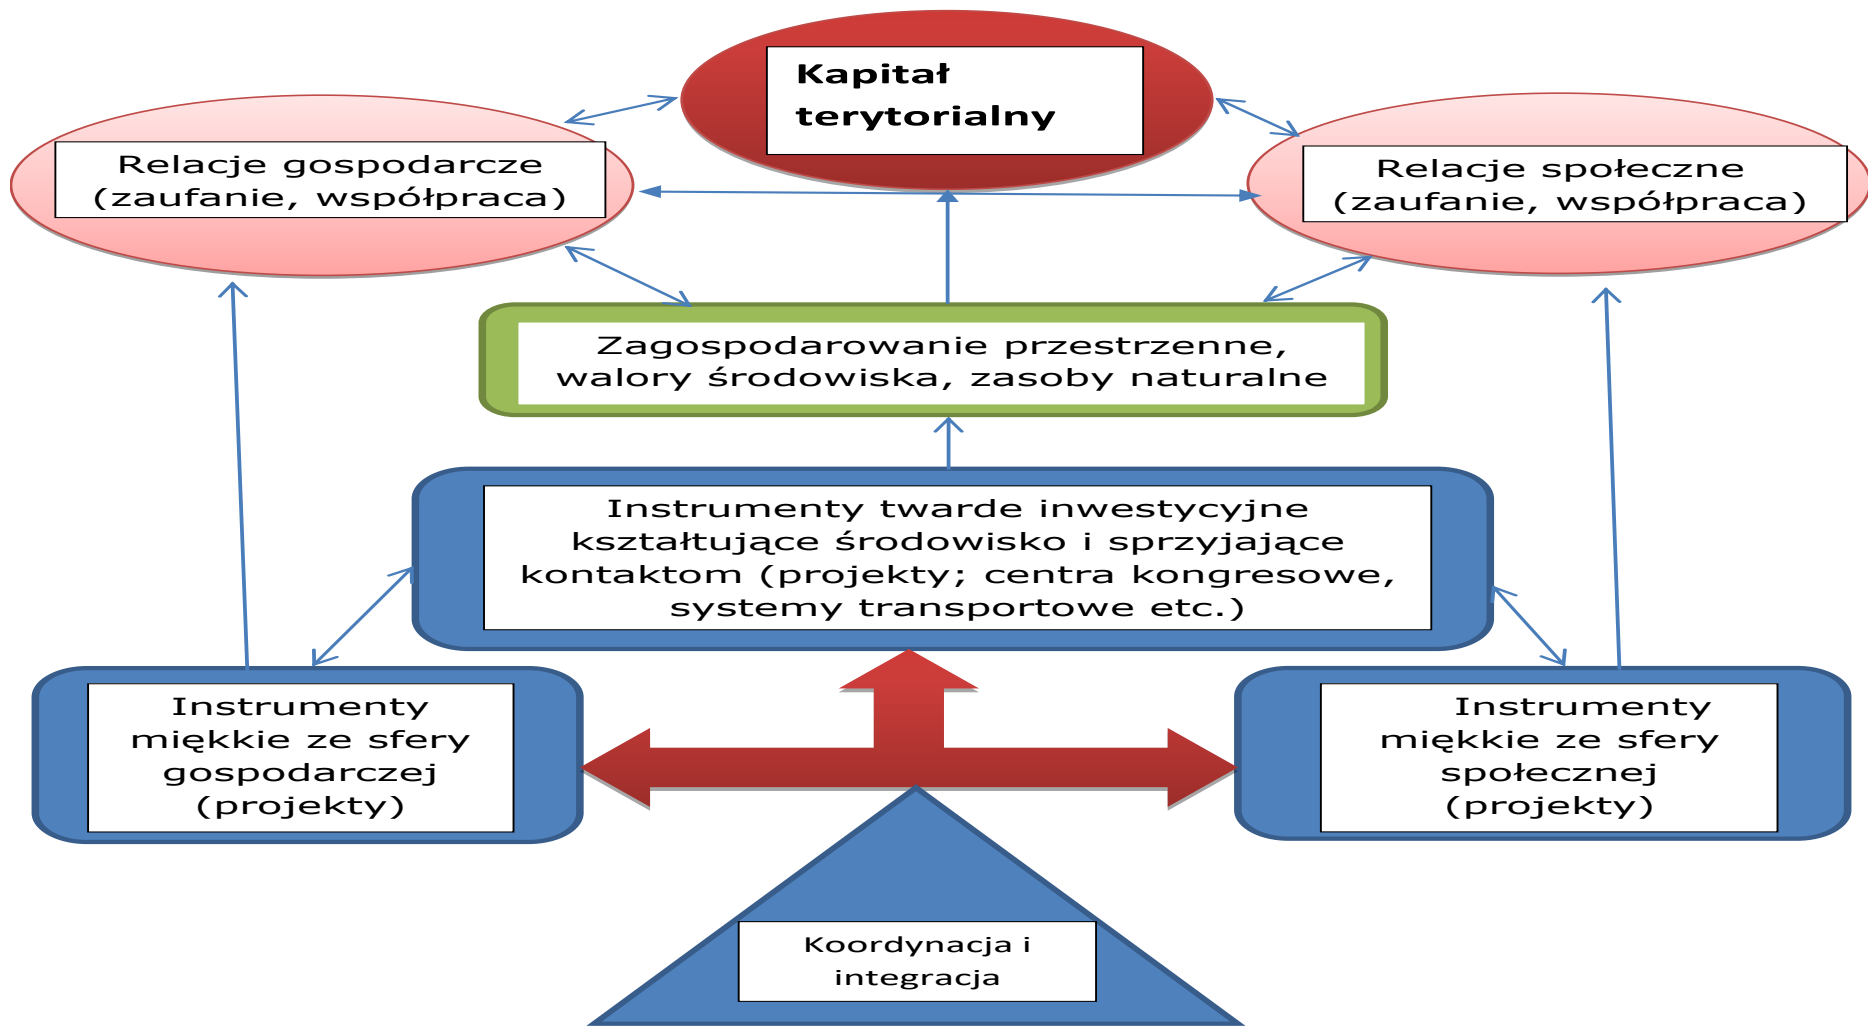 Kapitał
terytorialny
Relacje gospodarcze
(zaufanie, współpraca)
Relacje społeczne
(zaufanie, współpraca)
Zagospodarowanie przestrzenne,
walory środowiska, zasoby naturalne
Instrumenty twarde inwestycyjne
kształtujące środowisko i sprzyjające
kontaktom (projekty; centra kongresowe,
systemy transportowe etc.)
Instrumenty
miękkie ze sfery
gospodarczej
(projekty)
Instrumenty
miękkie ze sfery
społecznej
(projekty)
Koordynacja i
integracja